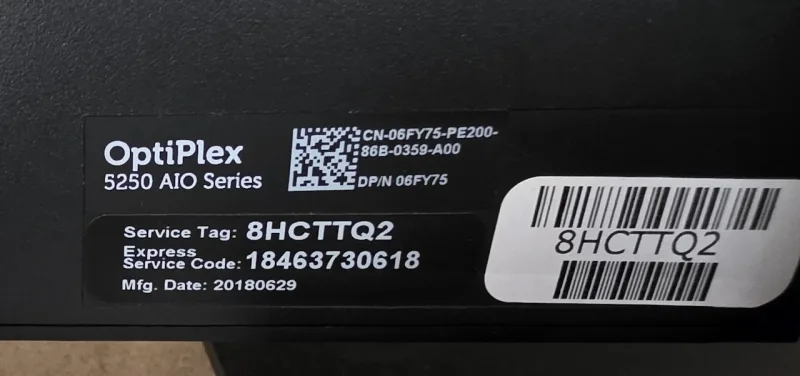 OptiPlex
5250 AIO Series
CN-06FY75-PE200-
86B-0359-A00
DP/N 06FY75
Service Tag: 8HCTTQ2
Express
Service Code: 18463730618
Mfg. Date: 20180629
8HCTTQ2